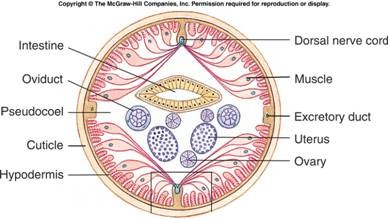 Copyright © The McGraw-Hill Companies, Inc. Permission required for reproduction or display.
Intestine
Oviduct
Pseudocoel
Cuticle
Hypodermis
Dorsal nerve cord
Muscle
Excretory duct
Uterus
Ovary